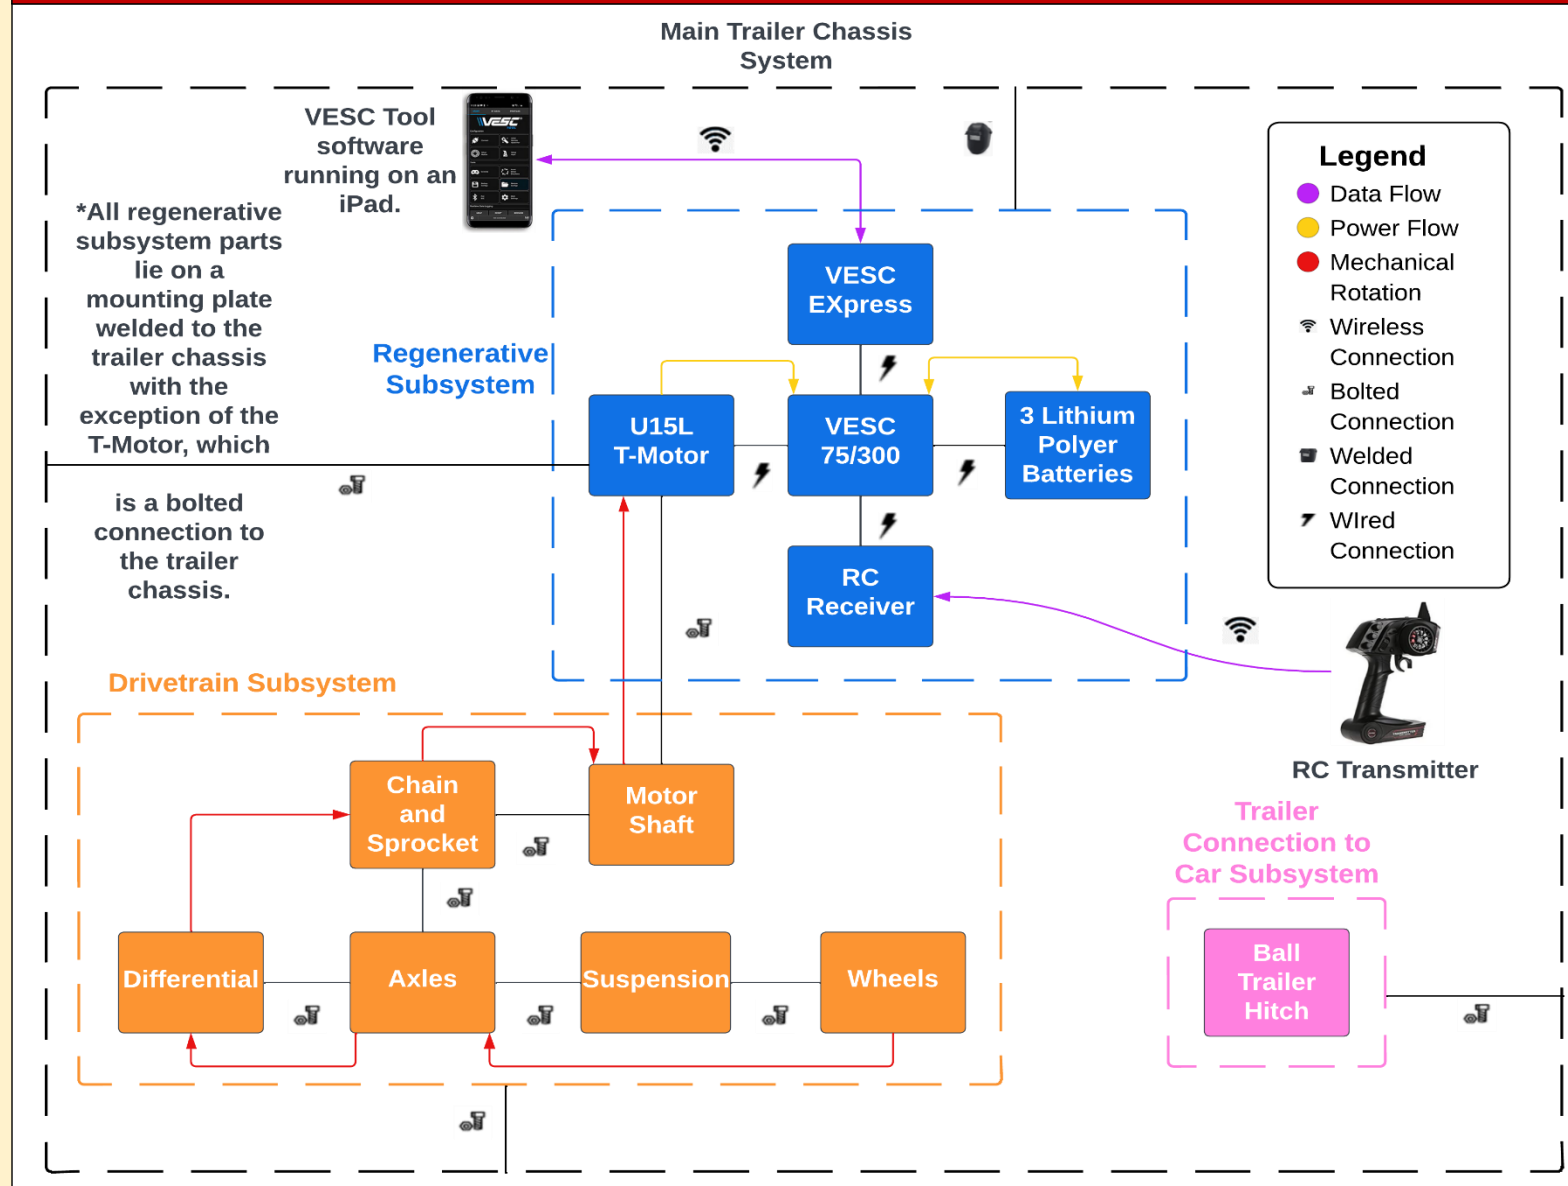 Main Trailer Chassis
System
VESC Tool
software
running on an
iPad.
VESC
*All regenerative
subsystem parts
lie on a
mounting plate
welded to the
trailer chassis
with the
exception of the
T-Motor, which
is a bolted
connection to
the trailer
chassis.
Legend
Data Flow
Power Flow
Mechanical
Rotation
Wireless
Connection
Bolted
Connection
Welded
Connection
WIred
Connection
Regenerative
Subsystem
VESC
EXpress
U15L
T-Motor
VESC
75/300
3 Lithium
Polyer
Batteries
RC
Receiver
RC Transmitter
Drivetrain Subsystem
Chain
and
Sprocket
Motor
Shaft
Differential
Axles
Suspension
Wheels
Trailer
Connection to
Car Subsystem
Ball
Trailer
Hitch